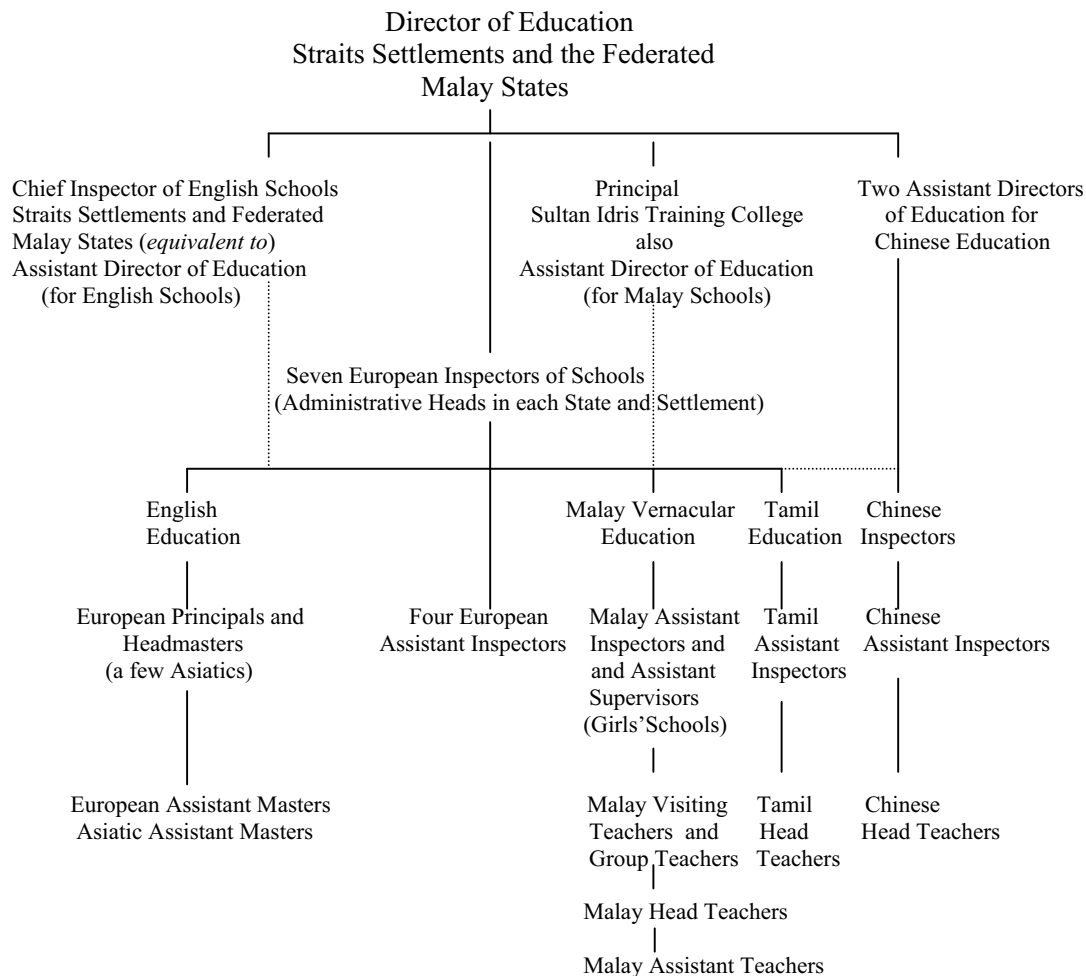 Director of Education
Straits Settlements and the Federated
Malay States
Chief Inspector of English Schools
Straits Settlements and Federated
Malay States (equivalent to)
Assistant Director of Education
(for English Schools)
Principal
Sultan Idris Training College
also
Assistant Director of Education
(for Malay Schools)
Two Assistant Directors
of Education for
Chinese Education
Seven European Inspectors of Schools
(Administrative Heads in each State and Settlement)
English
Education
Malay Vernacular
Education
Tamil
Education
Chinese
Inspectors
European Principals and
Headmasters
(a few Asiatics)
Four European
Assistant Inspectors
Malay Assistant
Inspectors and
and Assistant
Supervisors
(Girls'Schools)
Tamil
Assistant
Inspectors
Chinese
Assistant Inspectors
European Assistant Masters
Asiatic Assistant Masters
Malay Visiting
Teachers and
Group Teachers
Tamil
Head
Teachers
Chinese
Head Teachers
Malay Head Teachers
Malay Assistant Teachers